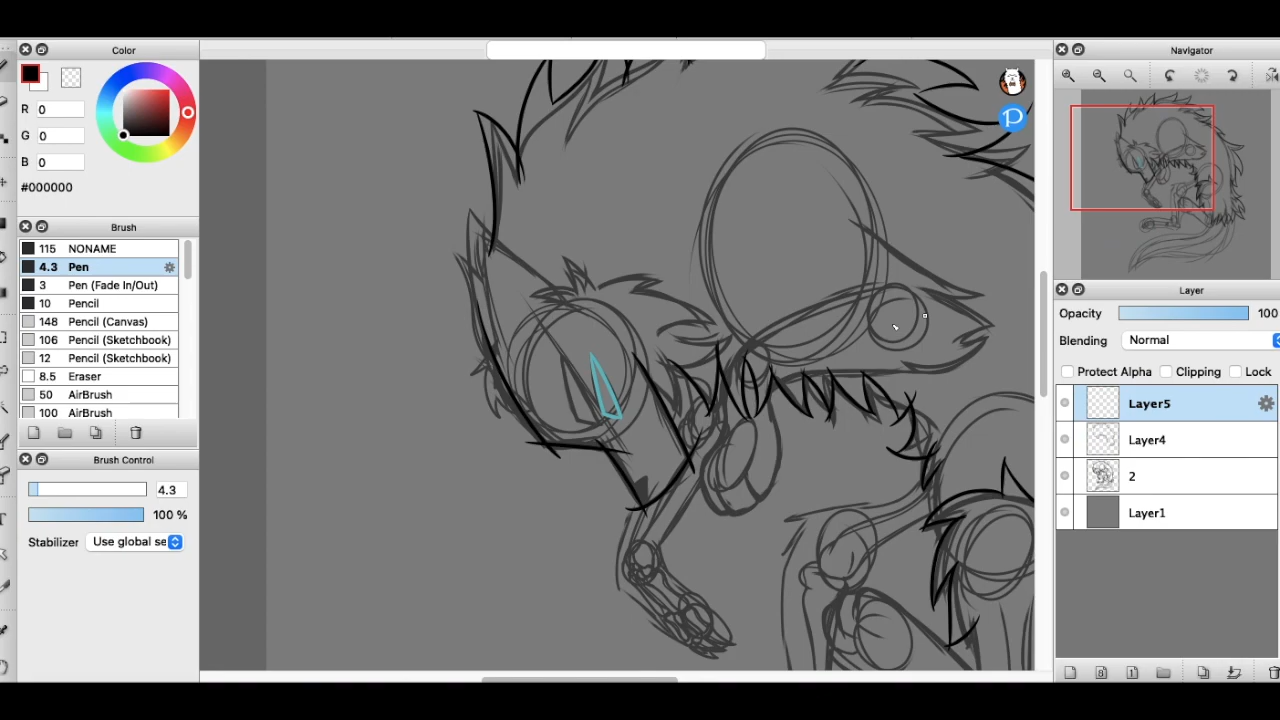 Color
Navigator
R 0
G 0
B 0
#000000
Brush
115 NONAME
4.3 Pen
3 Pen (Fade In/Out)
10 Pencil
148 Pencil (Canvas)
106 Pencil (Sketchbook)
12 Pencil (Sketchbook)
8.5 Eraser
50 AirBrush
100 AirBrush
Brush Control
4.3
100 %
Stabilizer Use global se
Layer
Opacity 100
Blending Normal
Protect Alpha Clipping Lock
Layer5
Layer4
2
Layer1